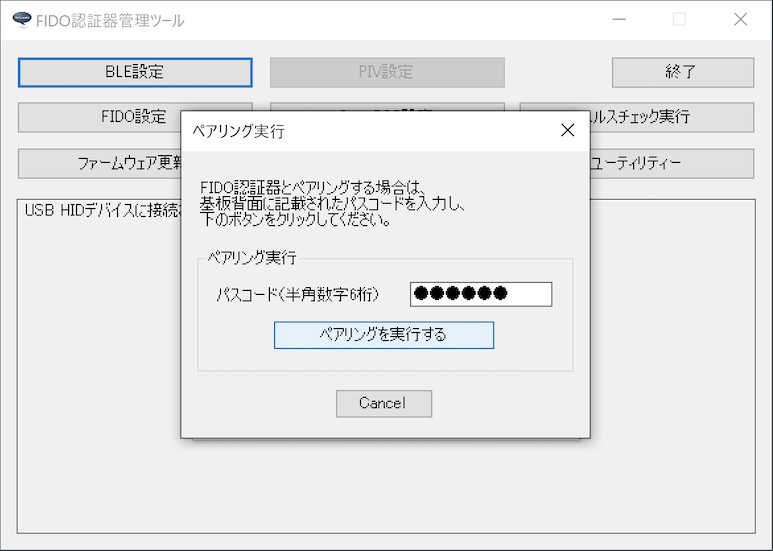 FIDO認証器管理ツール
BLE設定
PIV設定
終了
FIDO設定
ヘルスチェック実行
ファームウェア更新
ユーティリティー
USB HIDデバイスに接続
ペアリング実行
FIDO認証器とペアリングする場合は、
基板背面に記載されたパスコードを入力し、
下のボタンをクリックしてください。
ペアリング実行
パスコード(半角数字6桁)
●●●●●●
ペアリングを実行する
Cancel